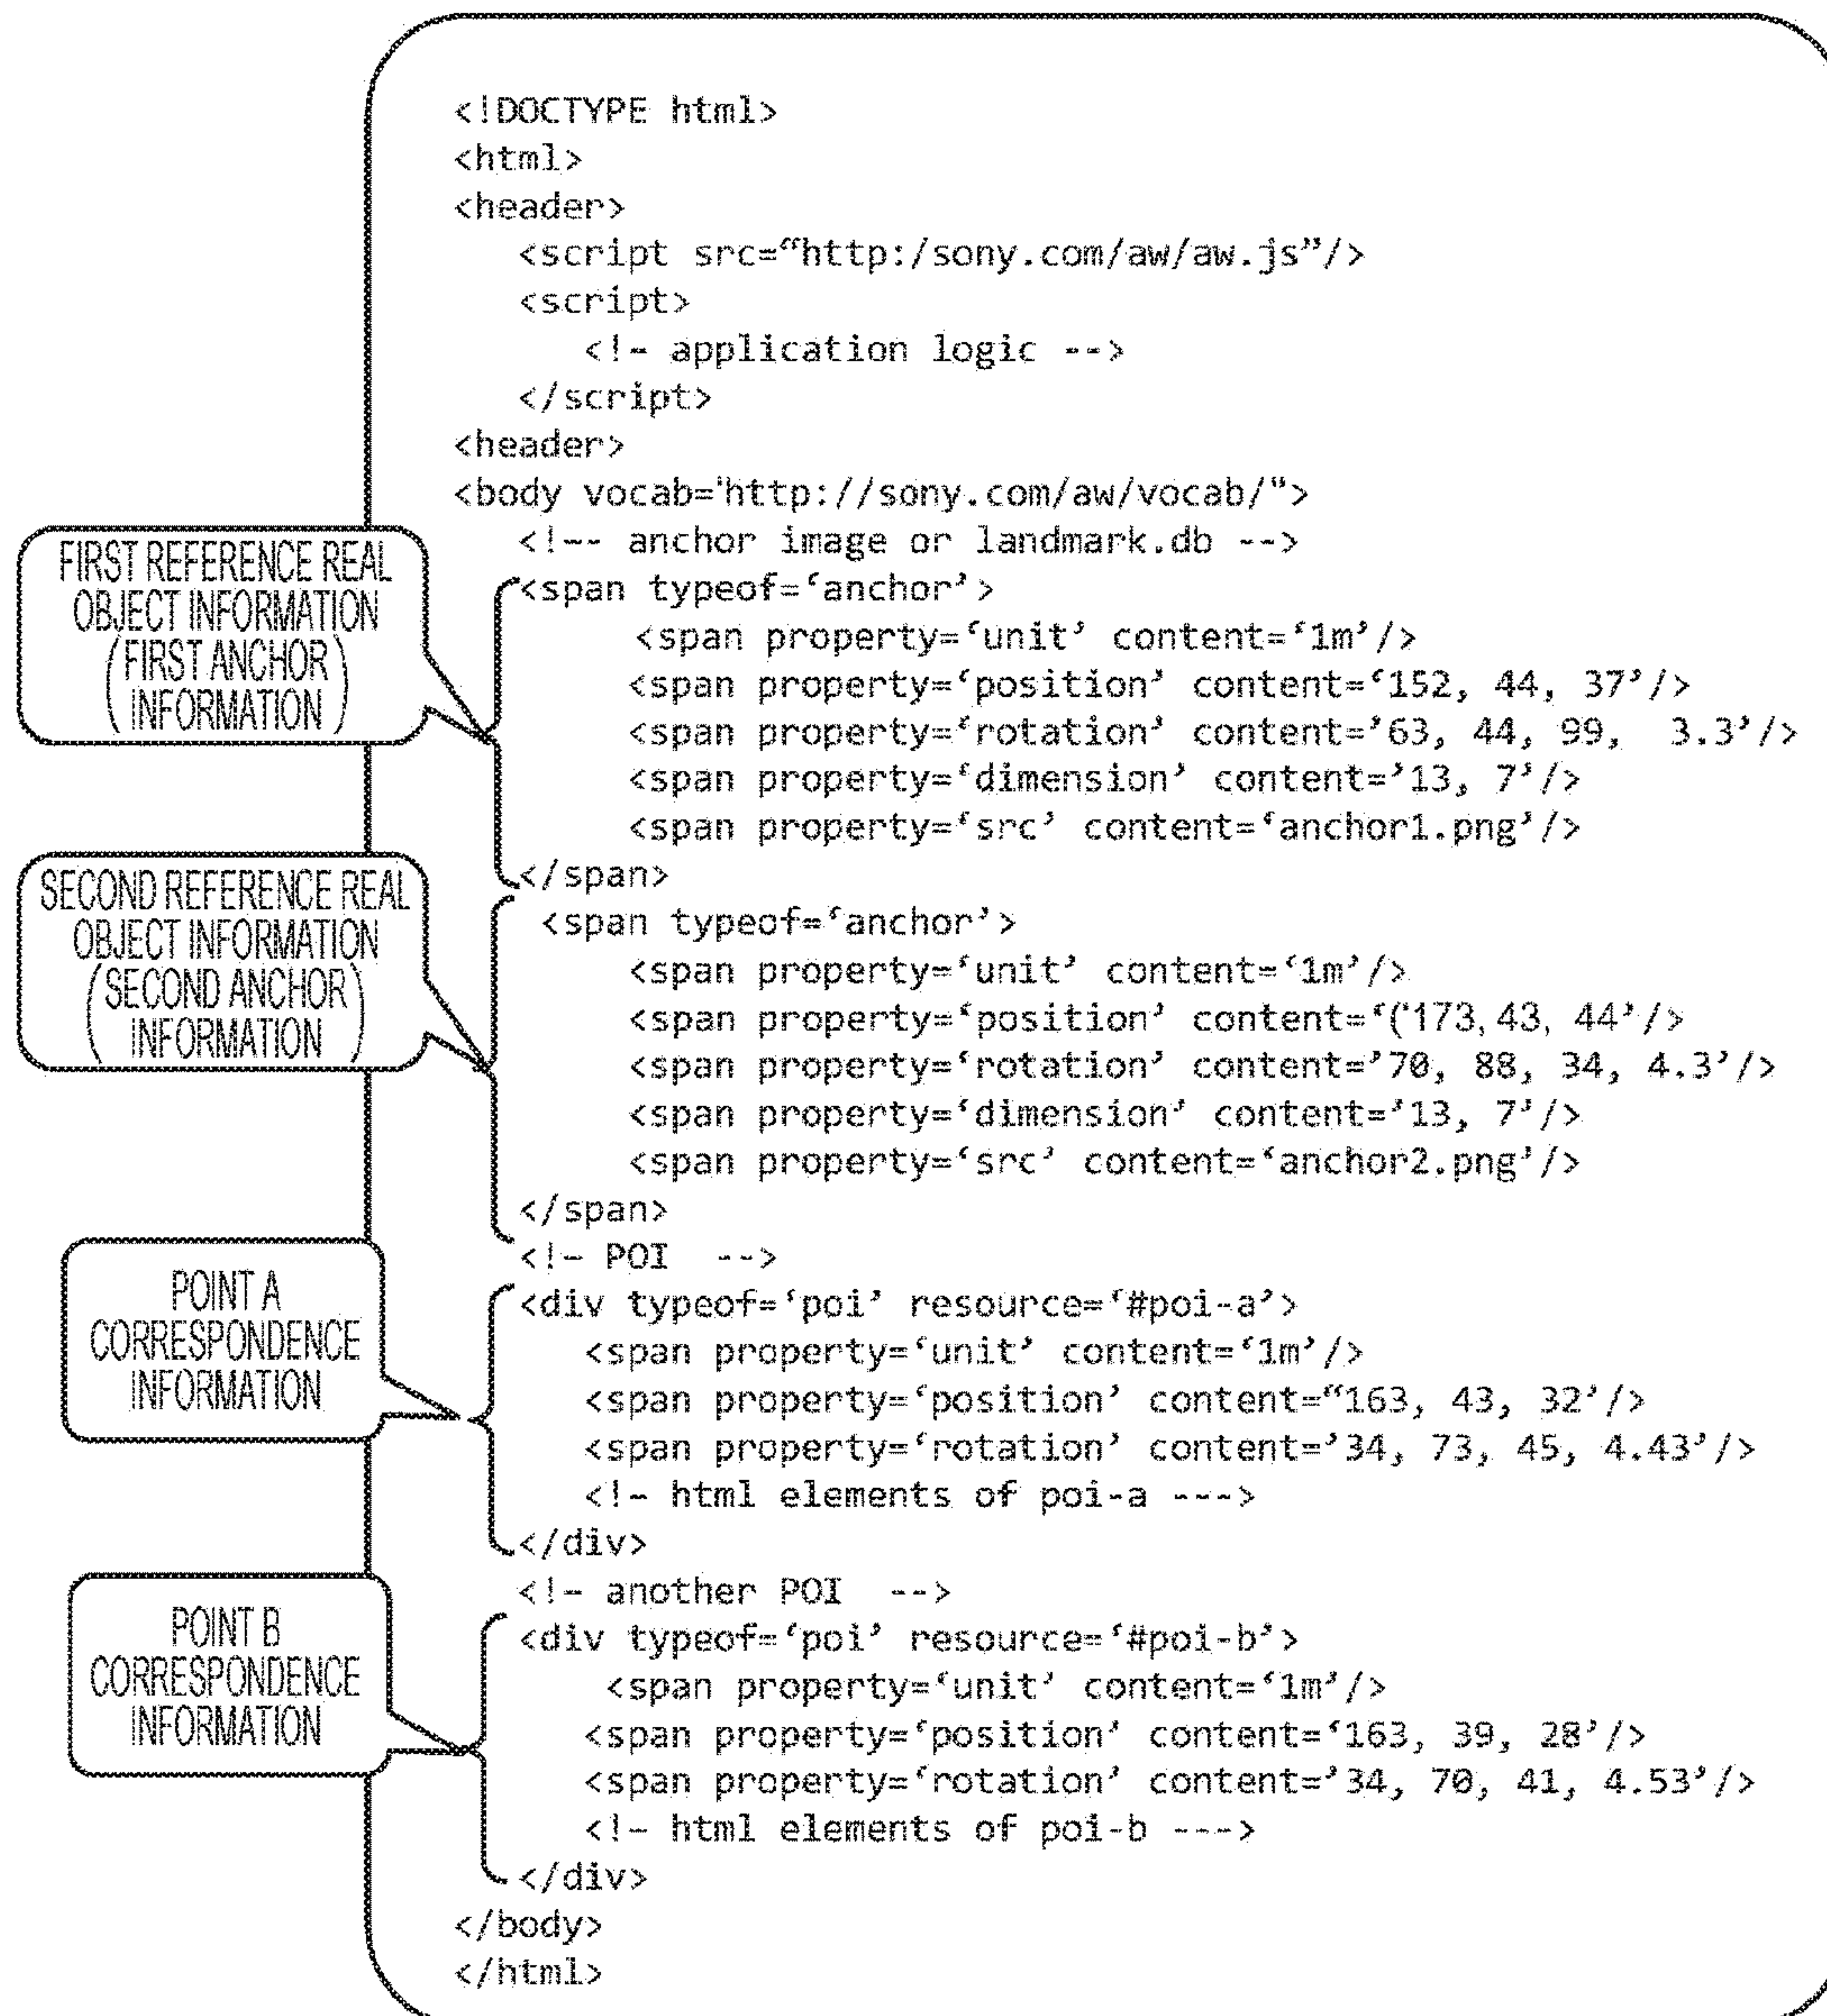 <!DOCTYPE html>
<html>
<header>
<script src=“http:/sony.com/aw/aw.js”/>
<script>
<!- application logic -->
</script>
<header>
<body vocab='http://sony.com/aw/vocab/">
<!-- anchor image or landmark.db -->
FIRST REFERENCE REAL
OBJECT INFORMATION
(FIRST ANCHOR
INFORMATION)
<span typeof=‘anchor’>
<span property=‘unit’ content=‘1m’/>
<span property=‘position’ content=‘152, 44, 37’/>
<span property=‘rotation’ content=’63, 44, 99, 3.3’/>
<span property=‘dimension’ content=’13, 7’/>
<span property=‘src’ content=‘anchor1.png’/>
</span>
SECOND REFERENCE REAL
OBJECT INFORMATION
(SECOND ANCHOR
INFORMATION)
<span typeof=‘anchor’>
<span property=‘unit’ content=‘1m’/>
<span property=‘position’ content=‘(‘173, 43, 44’/>
<span property=‘rotation’ content=’70, 88, 34, 4.3’/>
<span property=‘dimension’ content=’13, 7’/>
<span property=‘src’ content=‘anchor2.png’/>
</span>
<!- POI -->
POINT A
CORRESPONDENCE
INFORMATION
<div typeof=‘poi’ resource=‘#poi-a’>
<span property=‘unit’ content=‘1m’/>
<span property=‘position’ content=“163, 43, 32’/>
<span property=‘rotation’ content=’34, 73, 45, 4.43’/>
<!- html elements of poi-a --->
</div>
<!- another POI -->
POINT B
CORRESPONDENCE
INFORMATION
<div typeof=‘poi’ resource=‘#poi-b’>
<span property=‘unit’ content=‘1m’/>
<span property=‘position’ content=‘163, 39, 28’/>
<span property=‘rotation’ content=’34, 70, 41, 4.53’/>
<!- html elements of poi-b --->
</div>
</body>
</html>